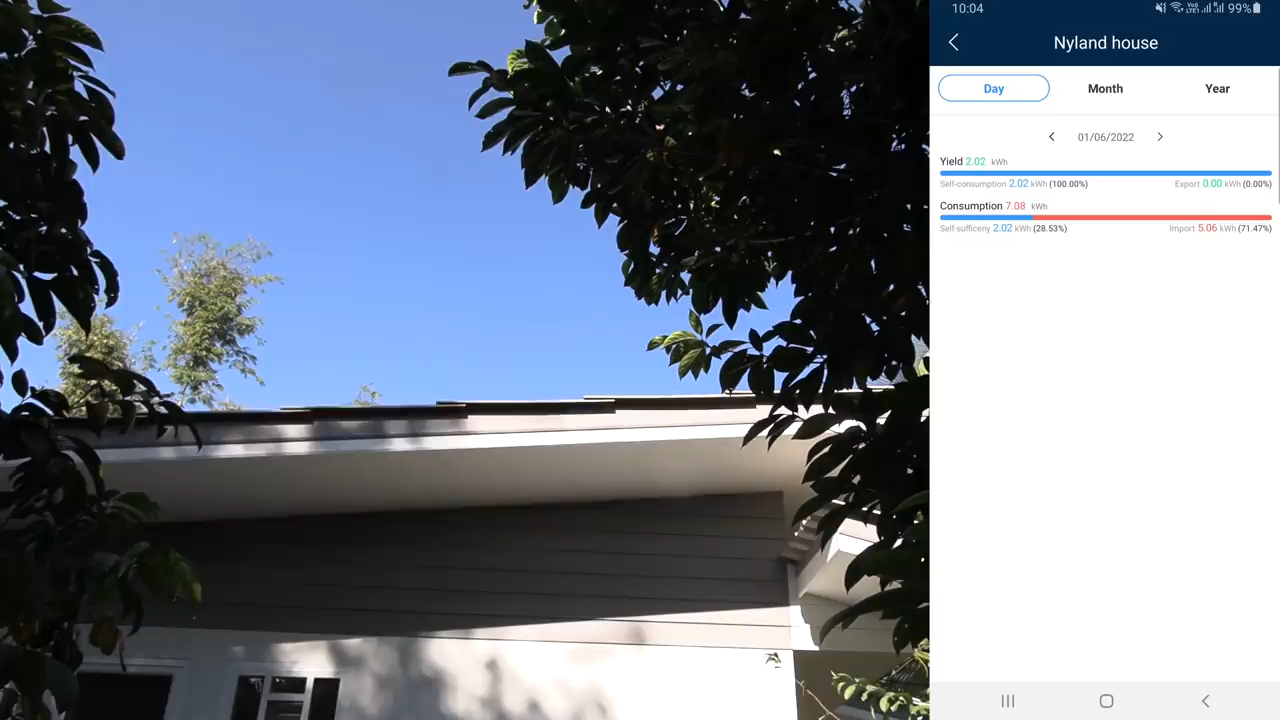 10:04
Vo)
LTE 99%
Nyland house
Day Month Year
01/06/2022
Yield 2.02 kWh
Self-consumption 2.02 kWh (100.00%) Export 0.00 kWh (0.00%)
Consumption 7.08 kWh
Self-sufficeny 2.02 kWh (28.53%) Import 5.06 kWh (71.47%)